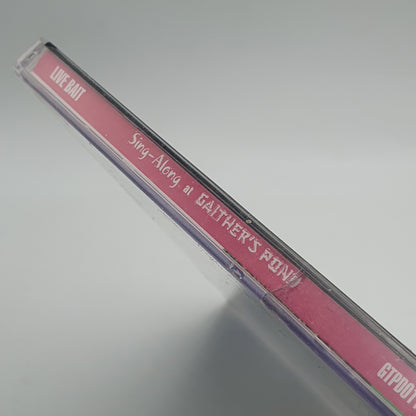 LIVE BAIT
Sing-Along at GAITHER'S POND